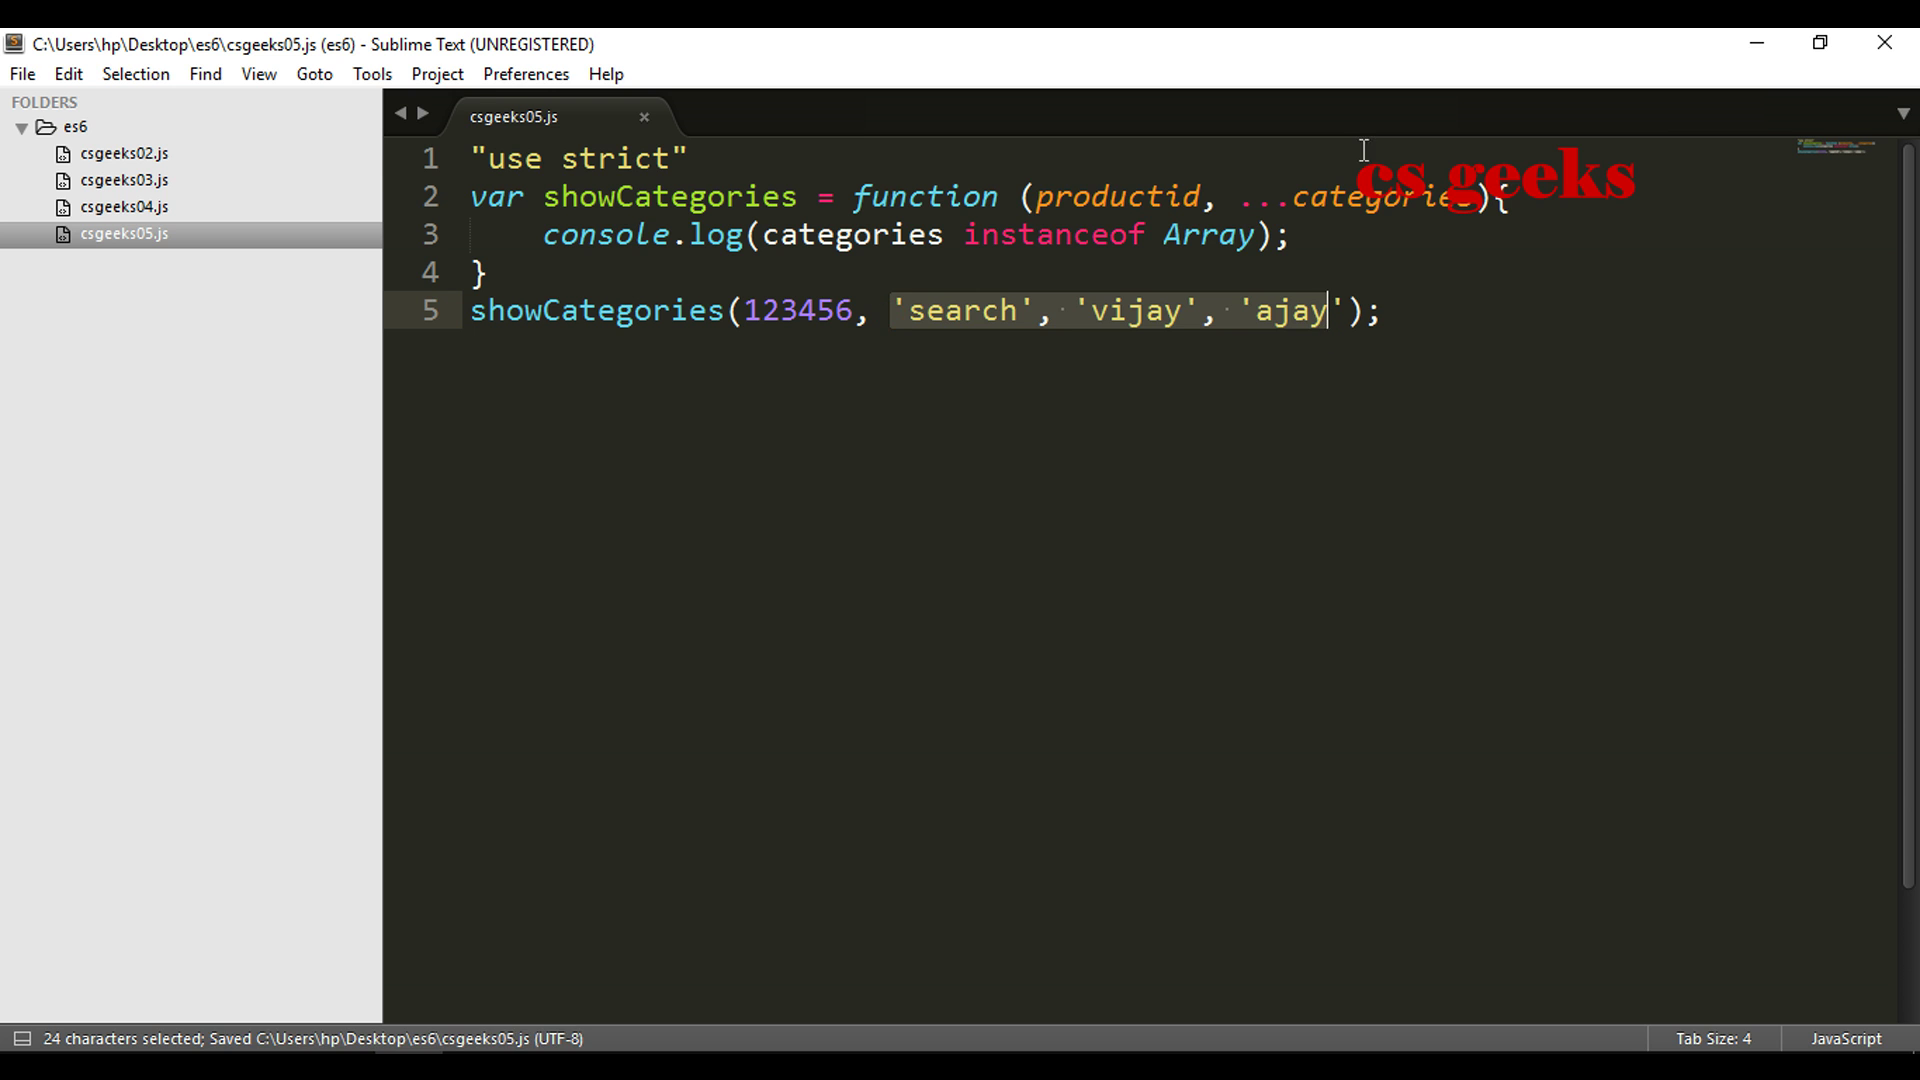 C:\Users\hp\Desktop\es6\csgeeks05.js (es6) - Sublime Text (UNREGISTERED)
File Edit Selection Find View Goto Tools Project Preferences Help
FOLDERS
es6
csgeeks02.js
csgeeks03.js
csgeeks04.js
csgeeks05.js
csgeeks05.js
cs geeks
1 "use strict"
2 var showCategories = function (productid, ...categories){
3 console.log(categories instanceof Array);
4 }
5 showCategories(123456, 'search', 'vijay', 'ajay');
24 characters selected; Saved C:\Users\hp\Desktop\es6\csgeeks05.js (UTF-8)
Tab Size: 4
JavaScript